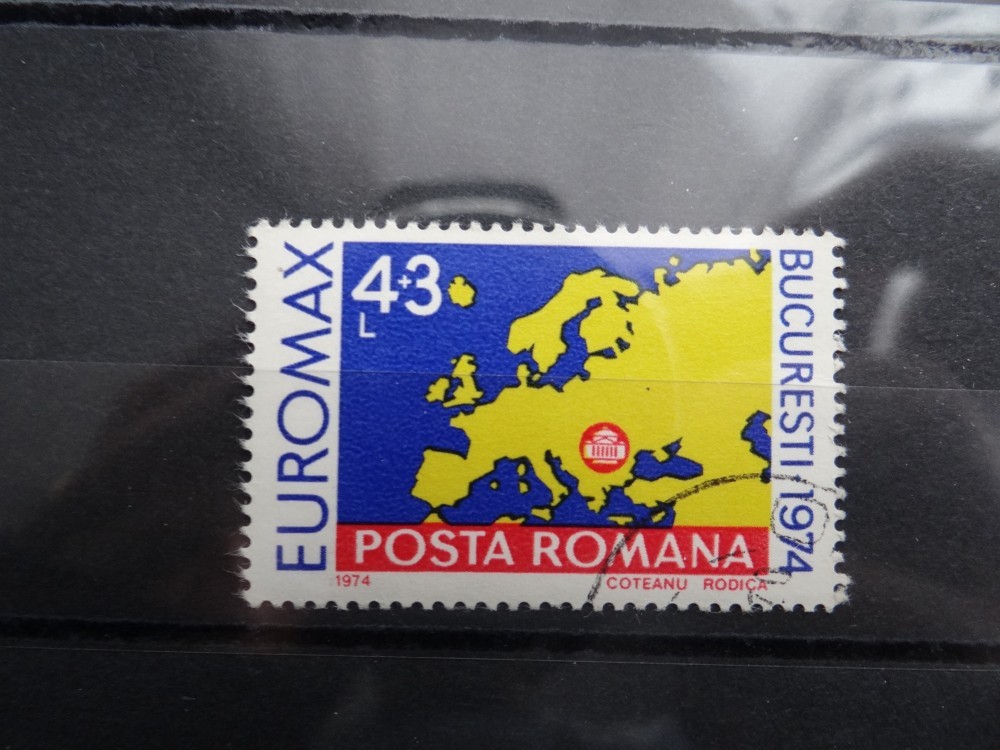 EUROMAX
4+3
L
BUCURESTI 1974
POSTA ROMANA
1974
COTEANU RODICA